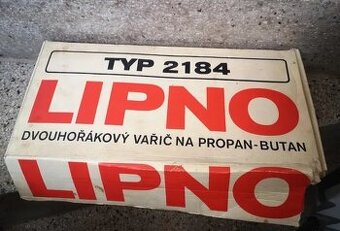 TYP 2184
LIPNO
DVOUHOŘÁKOVÝ VAŘIČ NA PROPAN-BUTAN
LIPNO